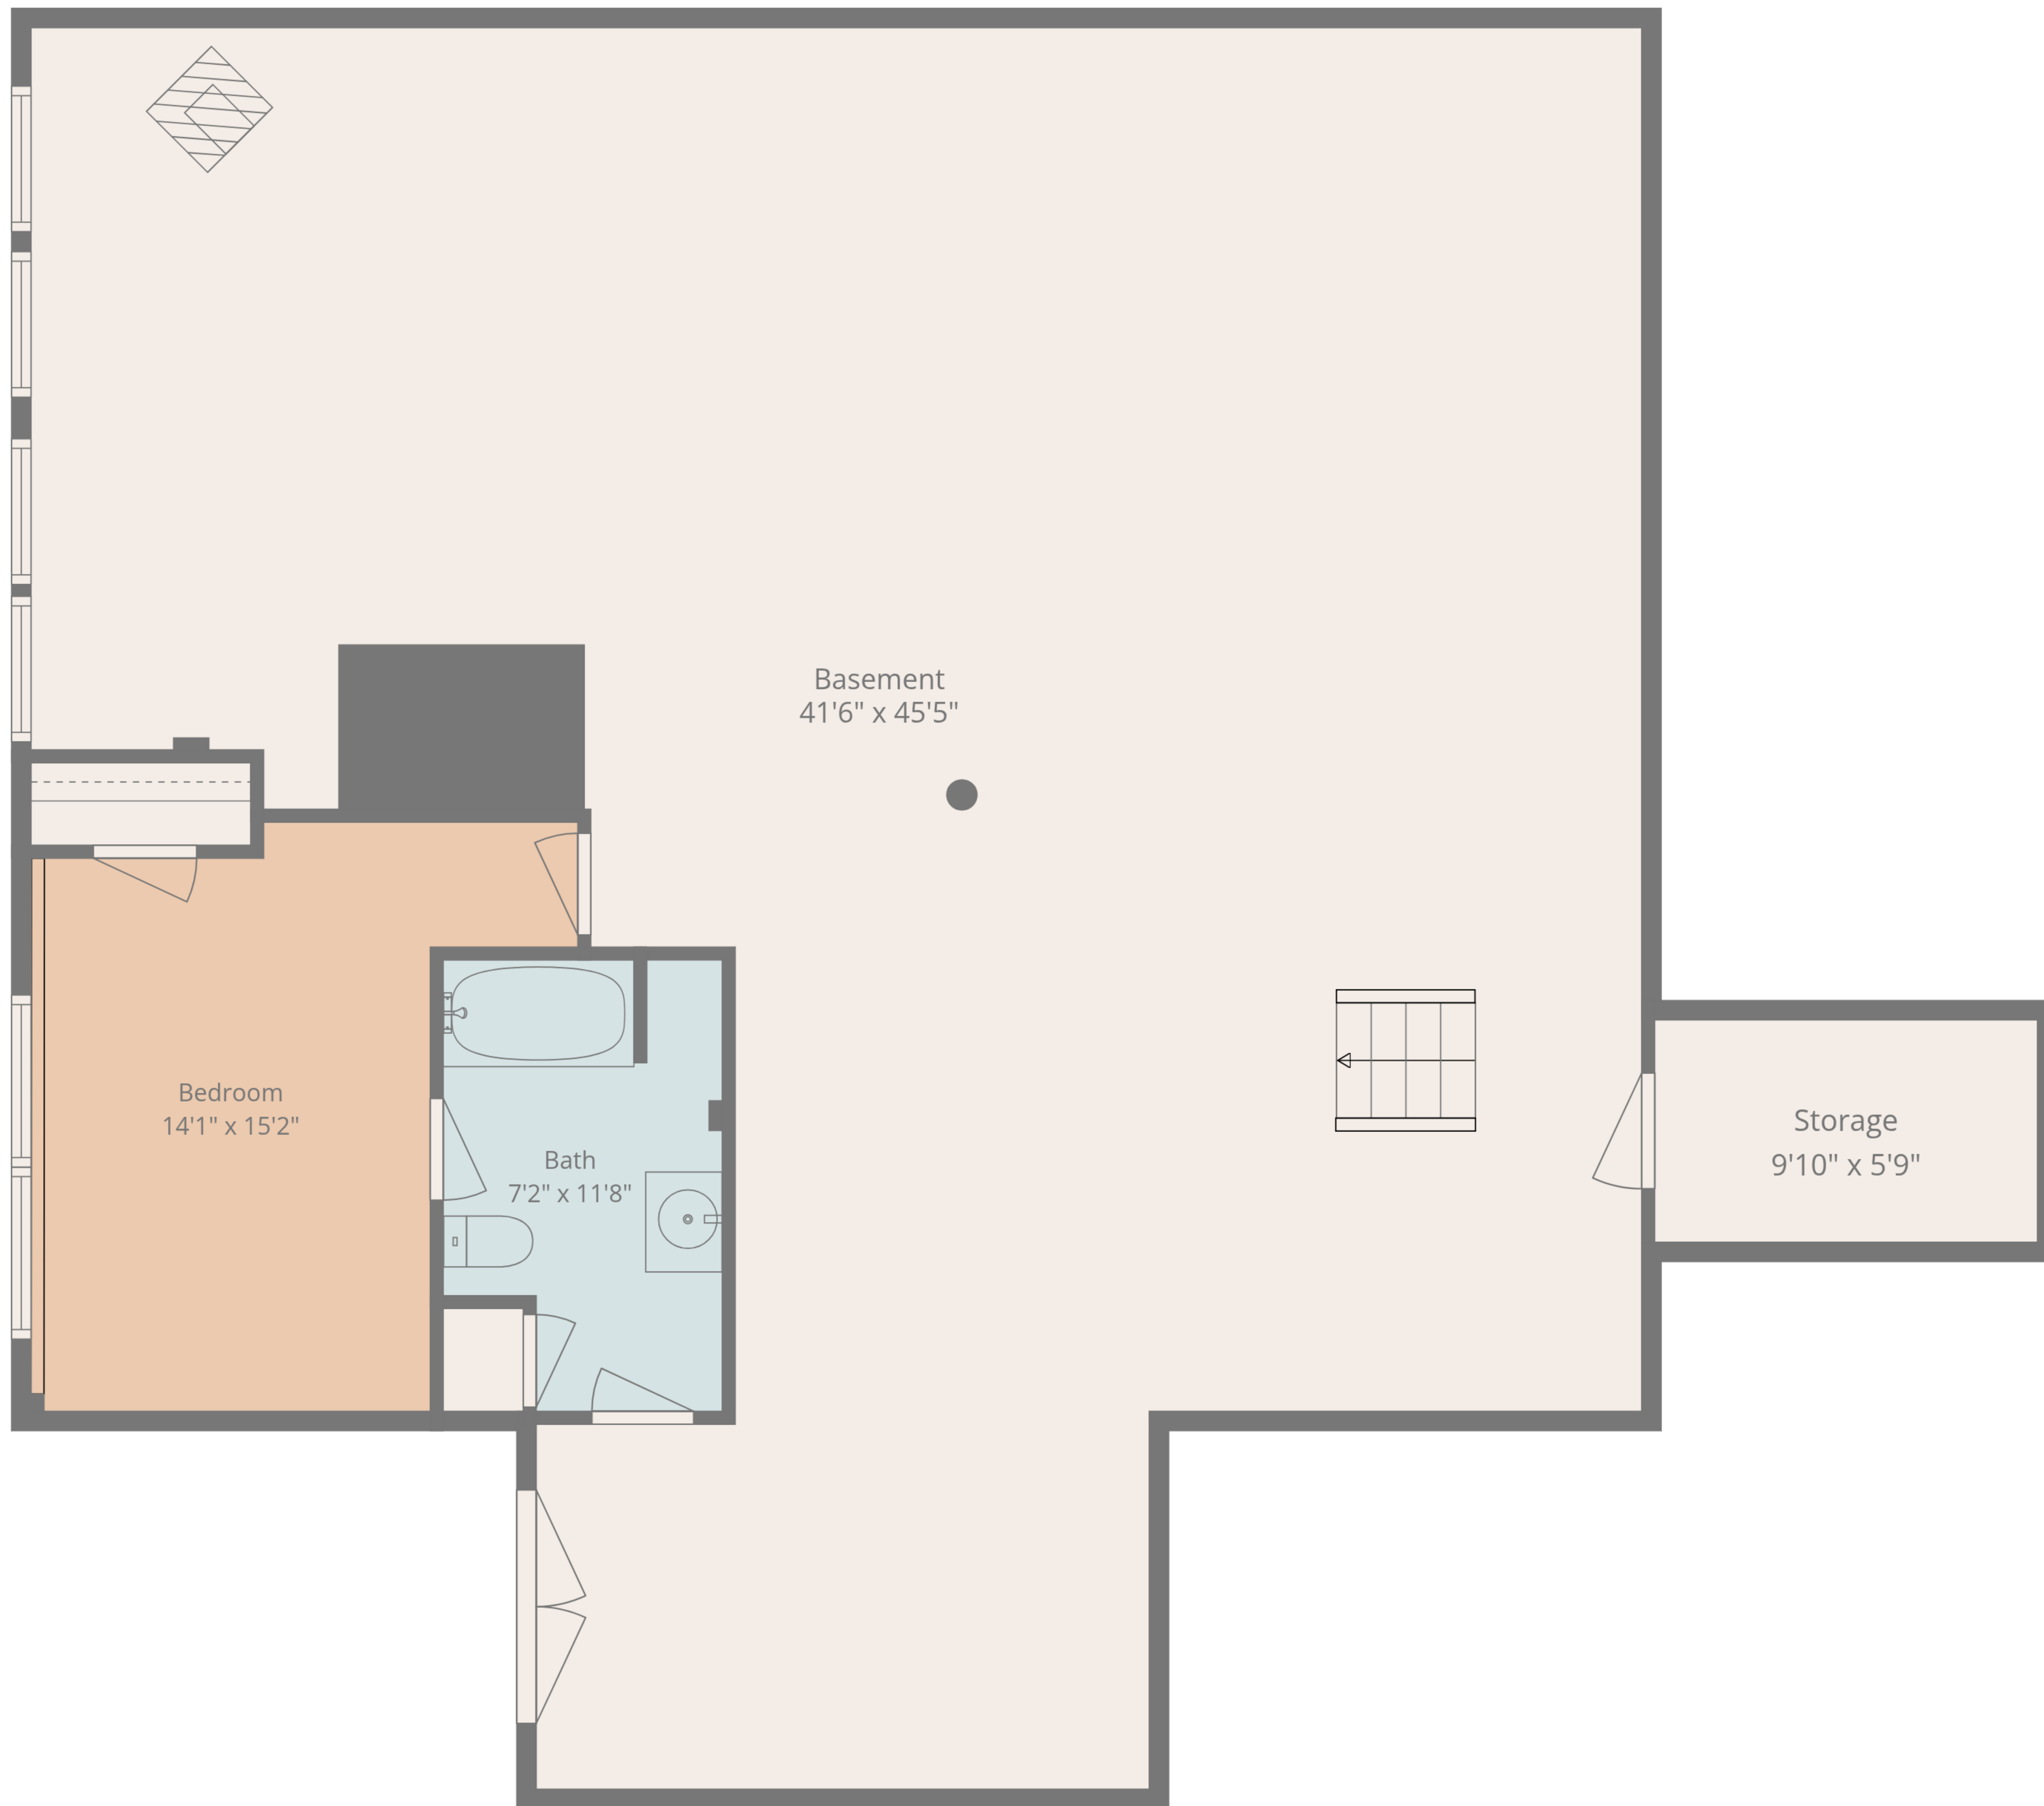 Basement
41'6" x 45'5"
Bedroom
14'1" x 15'2"
Bath
7'2" x 11'8"
Storage
9'10" x 5'9"